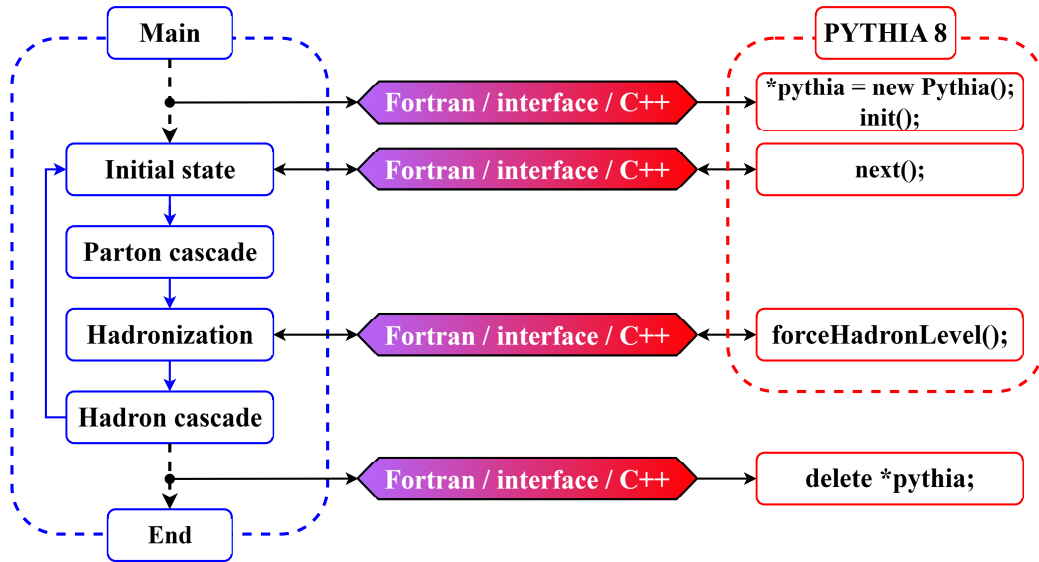 Main
PYTHIA 8
Fortran / interface / C++
*pythia = new Pythia();
init();
Initial state
Fortran / interface / C++
next();
Parton cascade
Hadronization
Fortran / interface / C++
forceHadronLevel();
Hadron cascade
Fortran / interface / C++
delete *pythia;
End